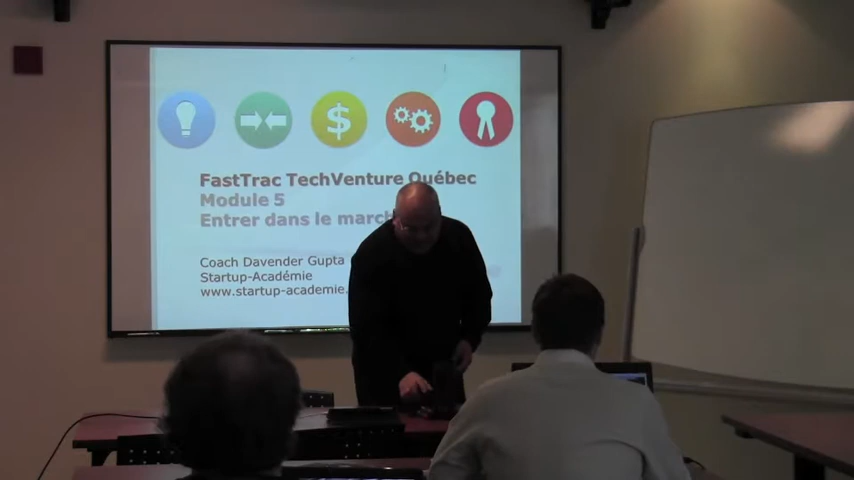 $
FastTrac TechVenture Québec
Module 5
Entrer dans le march
Coach Davender Gupta
Startup-Académie
www.startup-academie.